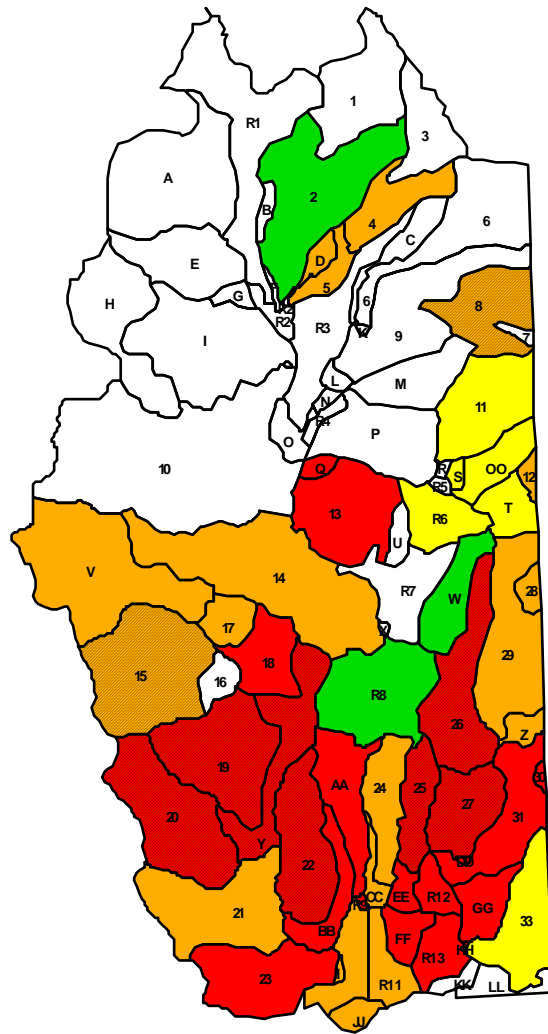 1
R1
3
A
2
B
4
6
C
E
D
5
G
H
R2
R3
6
8
7
I
K
9
L
M
N
R4
11
O
P
10
Q
R
S
OO
12
R5
13
R6
T
U
V
14
R7
28
W
17
29
18
15
16
R8
26
Z
AA
24
25
19
27
31
20
Y
22
DD
21
CC
EE
R12
GG
33
BB
FF
HH
R13
23
R11
KK
LL
JJ